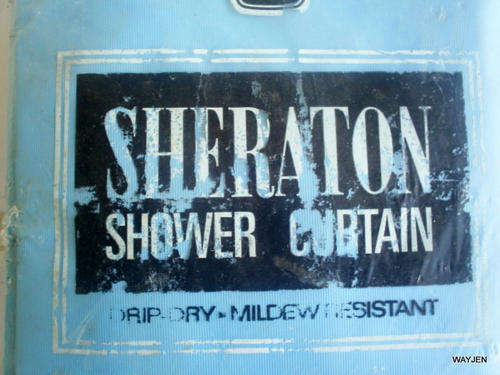 SHERATON
SHOWER CURTAIN
DRIP-DRY • MILDEW RESISTANT
WAYJEN